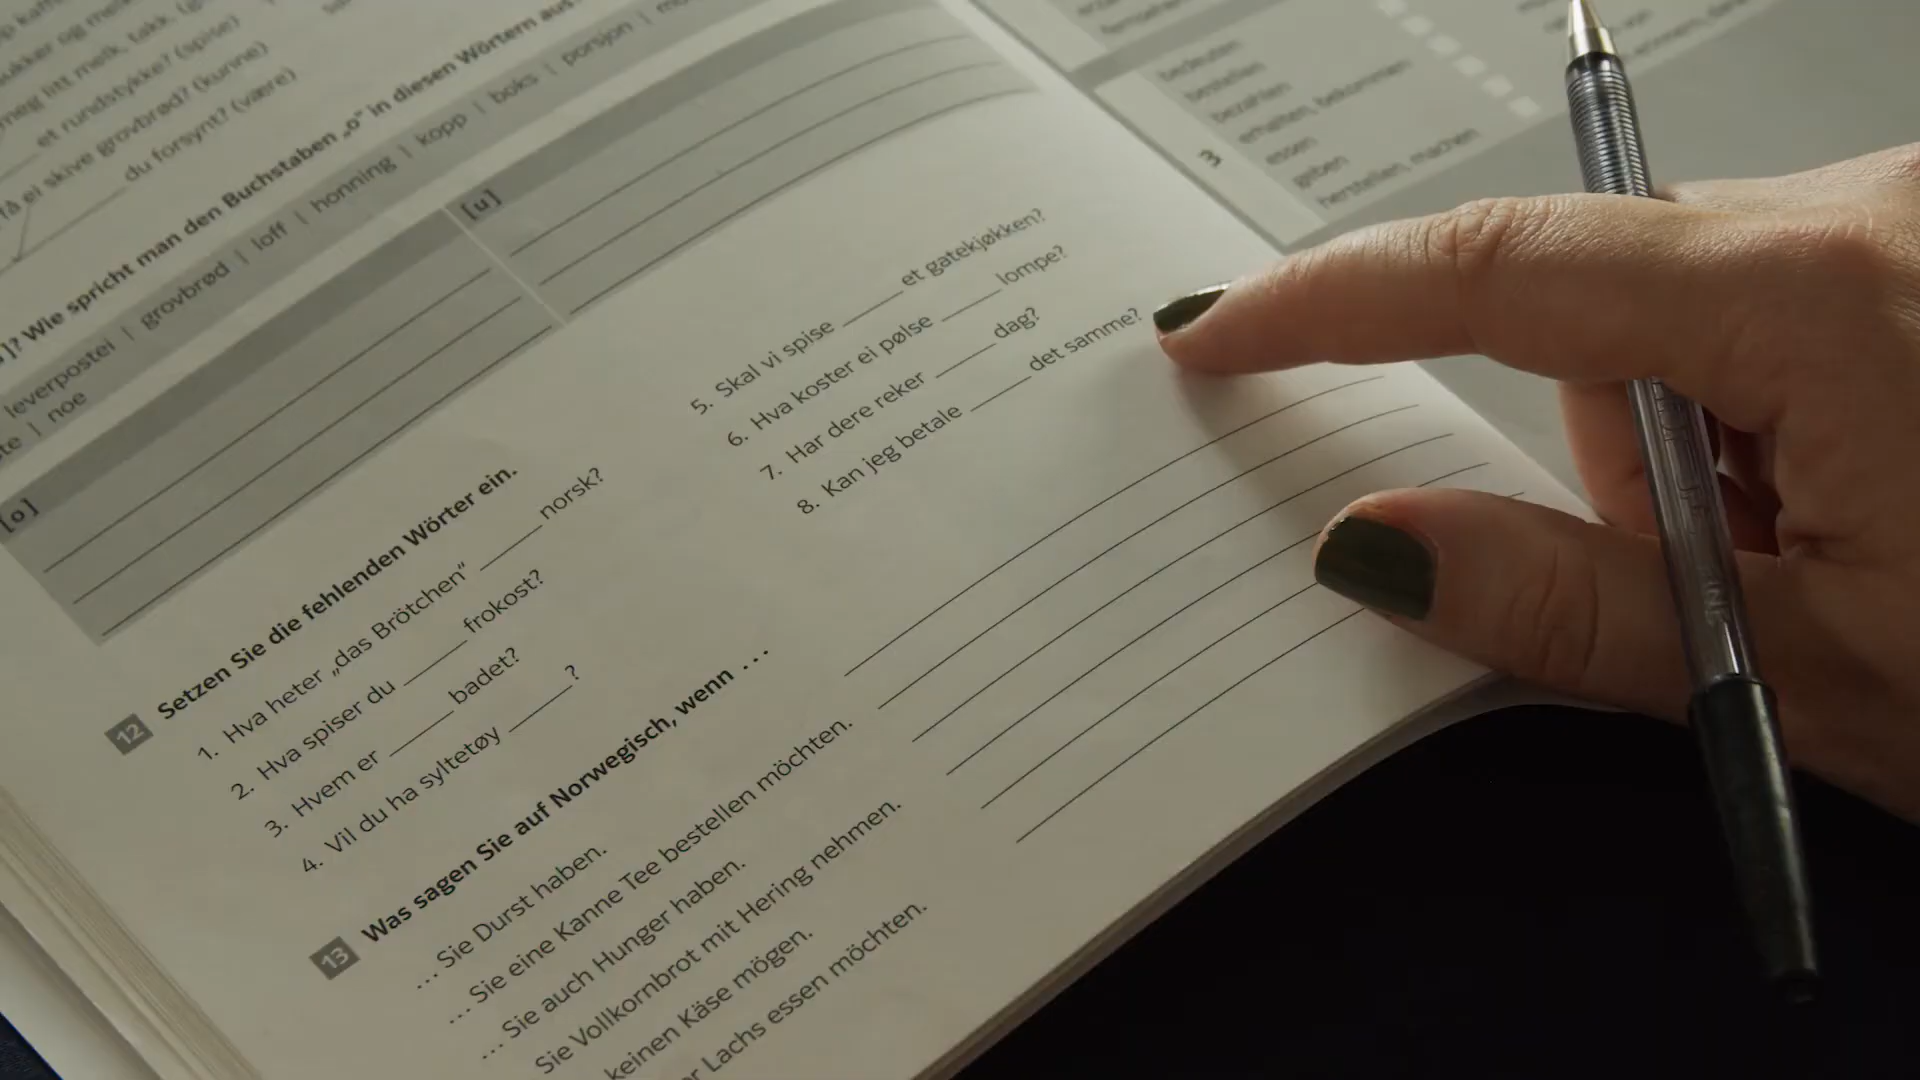 meg litt melk, takk.
et rundstykke? (spise)
få ei skive grovbrød? (kunne)
du forsynt? (være)
]? Wie spricht man den Buchstaben „o“ in diesen Wörtern aus?
leverpostei | grovbrød | loff | honning | kopp | boks | porsjon |
te | noe
[o]
[u]
12 Setzen Sie die fehlenden Wörter ein.
1. Hva heter „das Brötchen“ ______ norsk?
2. Hva spiser du ______ frokost?
3. Hvem er ______ badet?
4. Vil du ha syltetøy ______?
5. Skal vi spise ______ et gatekjøkken?
6. Hva koster ei pølse ______ lompe?
7. Har dere reker ______ dag?
8. Kan jeg betale ______ det samme?
13 Was sagen Sie auf Norwegisch, wenn ...
... Sie Durst haben.
... Sie eine Kanne Tee bestellen möchten.
... Sie auch Hunger haben.
Sie Vollkornbrot mit Hering nehmen.
keinen Käse mögen.
Lachs essen möchten.
bedeuten
bestellen
bezahlen
erhalten, bekommen
essen
geben
herstellen, machen
3